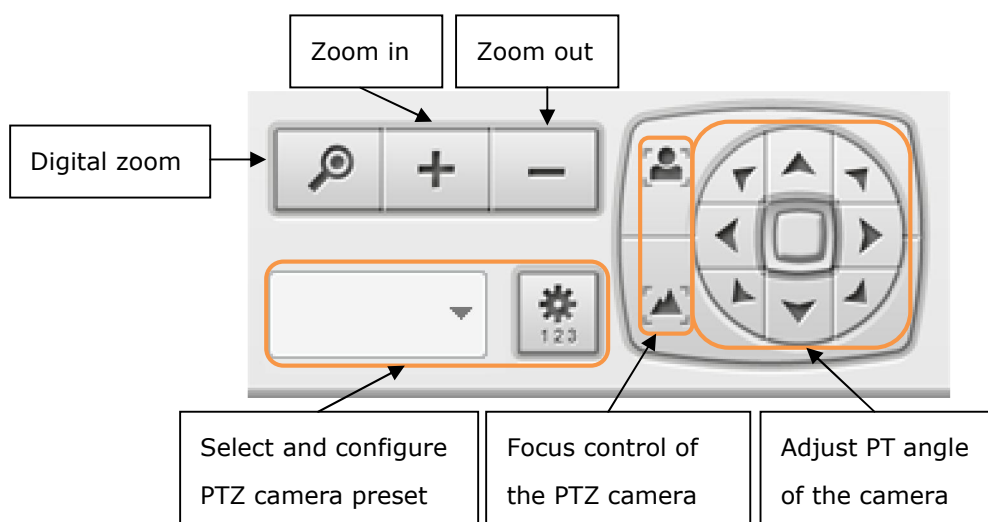 Zoom in
Zoom out
Digital zoom
123
Select and configure
PTZ camera preset
Focus control of
the PTZ camera
Adjust PT angle
of the camera